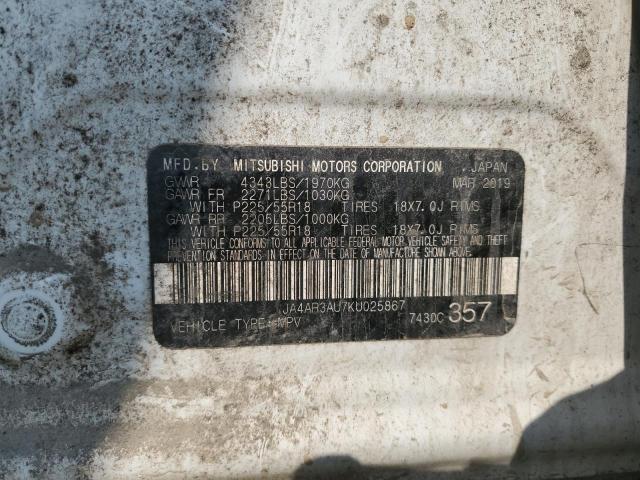 MFD.BY MITSUBISHI MOTORS CORPORATION JAPAN
GVWR 4343LBS/1970KG MAR 2019
GAWR FR 2271LBS/1030KG
WITH P225/55R18 TIRES 18X7.0J RIMS
GAWR RR 2205LBS/1000KG
WITH P225/55R18 TIRES 18X7.0J RIMS
THIS VEHICLE CONFORMS TO ALL APPLICABLE FEDERAL MOTOR VEHICLE SAFETY AND THEFT
PREVENTION STANDARDS IN EFFECT ON THE DATE OF MANUFACTURE SHOWN ABOVE.
JA4AR3AU7KU025867
VEHICLE TYPE:MPV 7430C 357